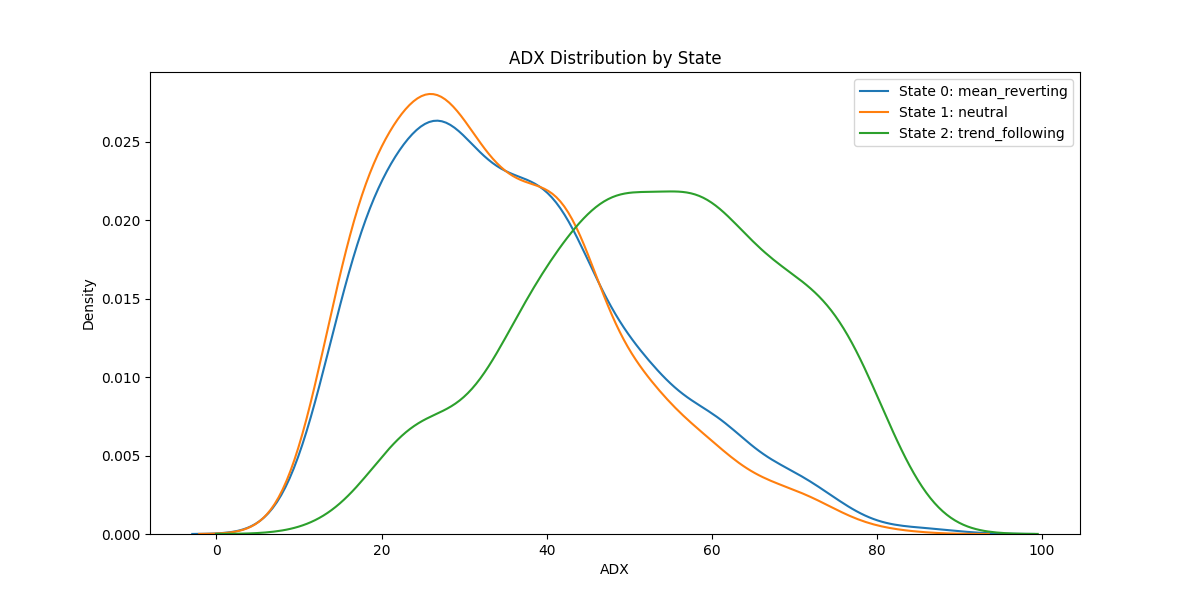 ADX Distribution by State
State 0: mean_reverting
State 1: neutral
State 2: trend_following
Density
0.025
0.020
0.015
0.010
0.005
0.000
0 20 40 60 80 100
ADX